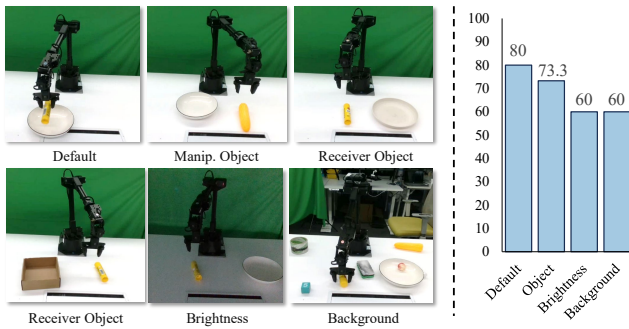 Default
Manip. Object
Receiver Object
Receiver Object
Brightness
Background
100
90
80
70
60
50
40
30
20
10
0
80
73.3
60
60
Default
Object
Brightness
Background